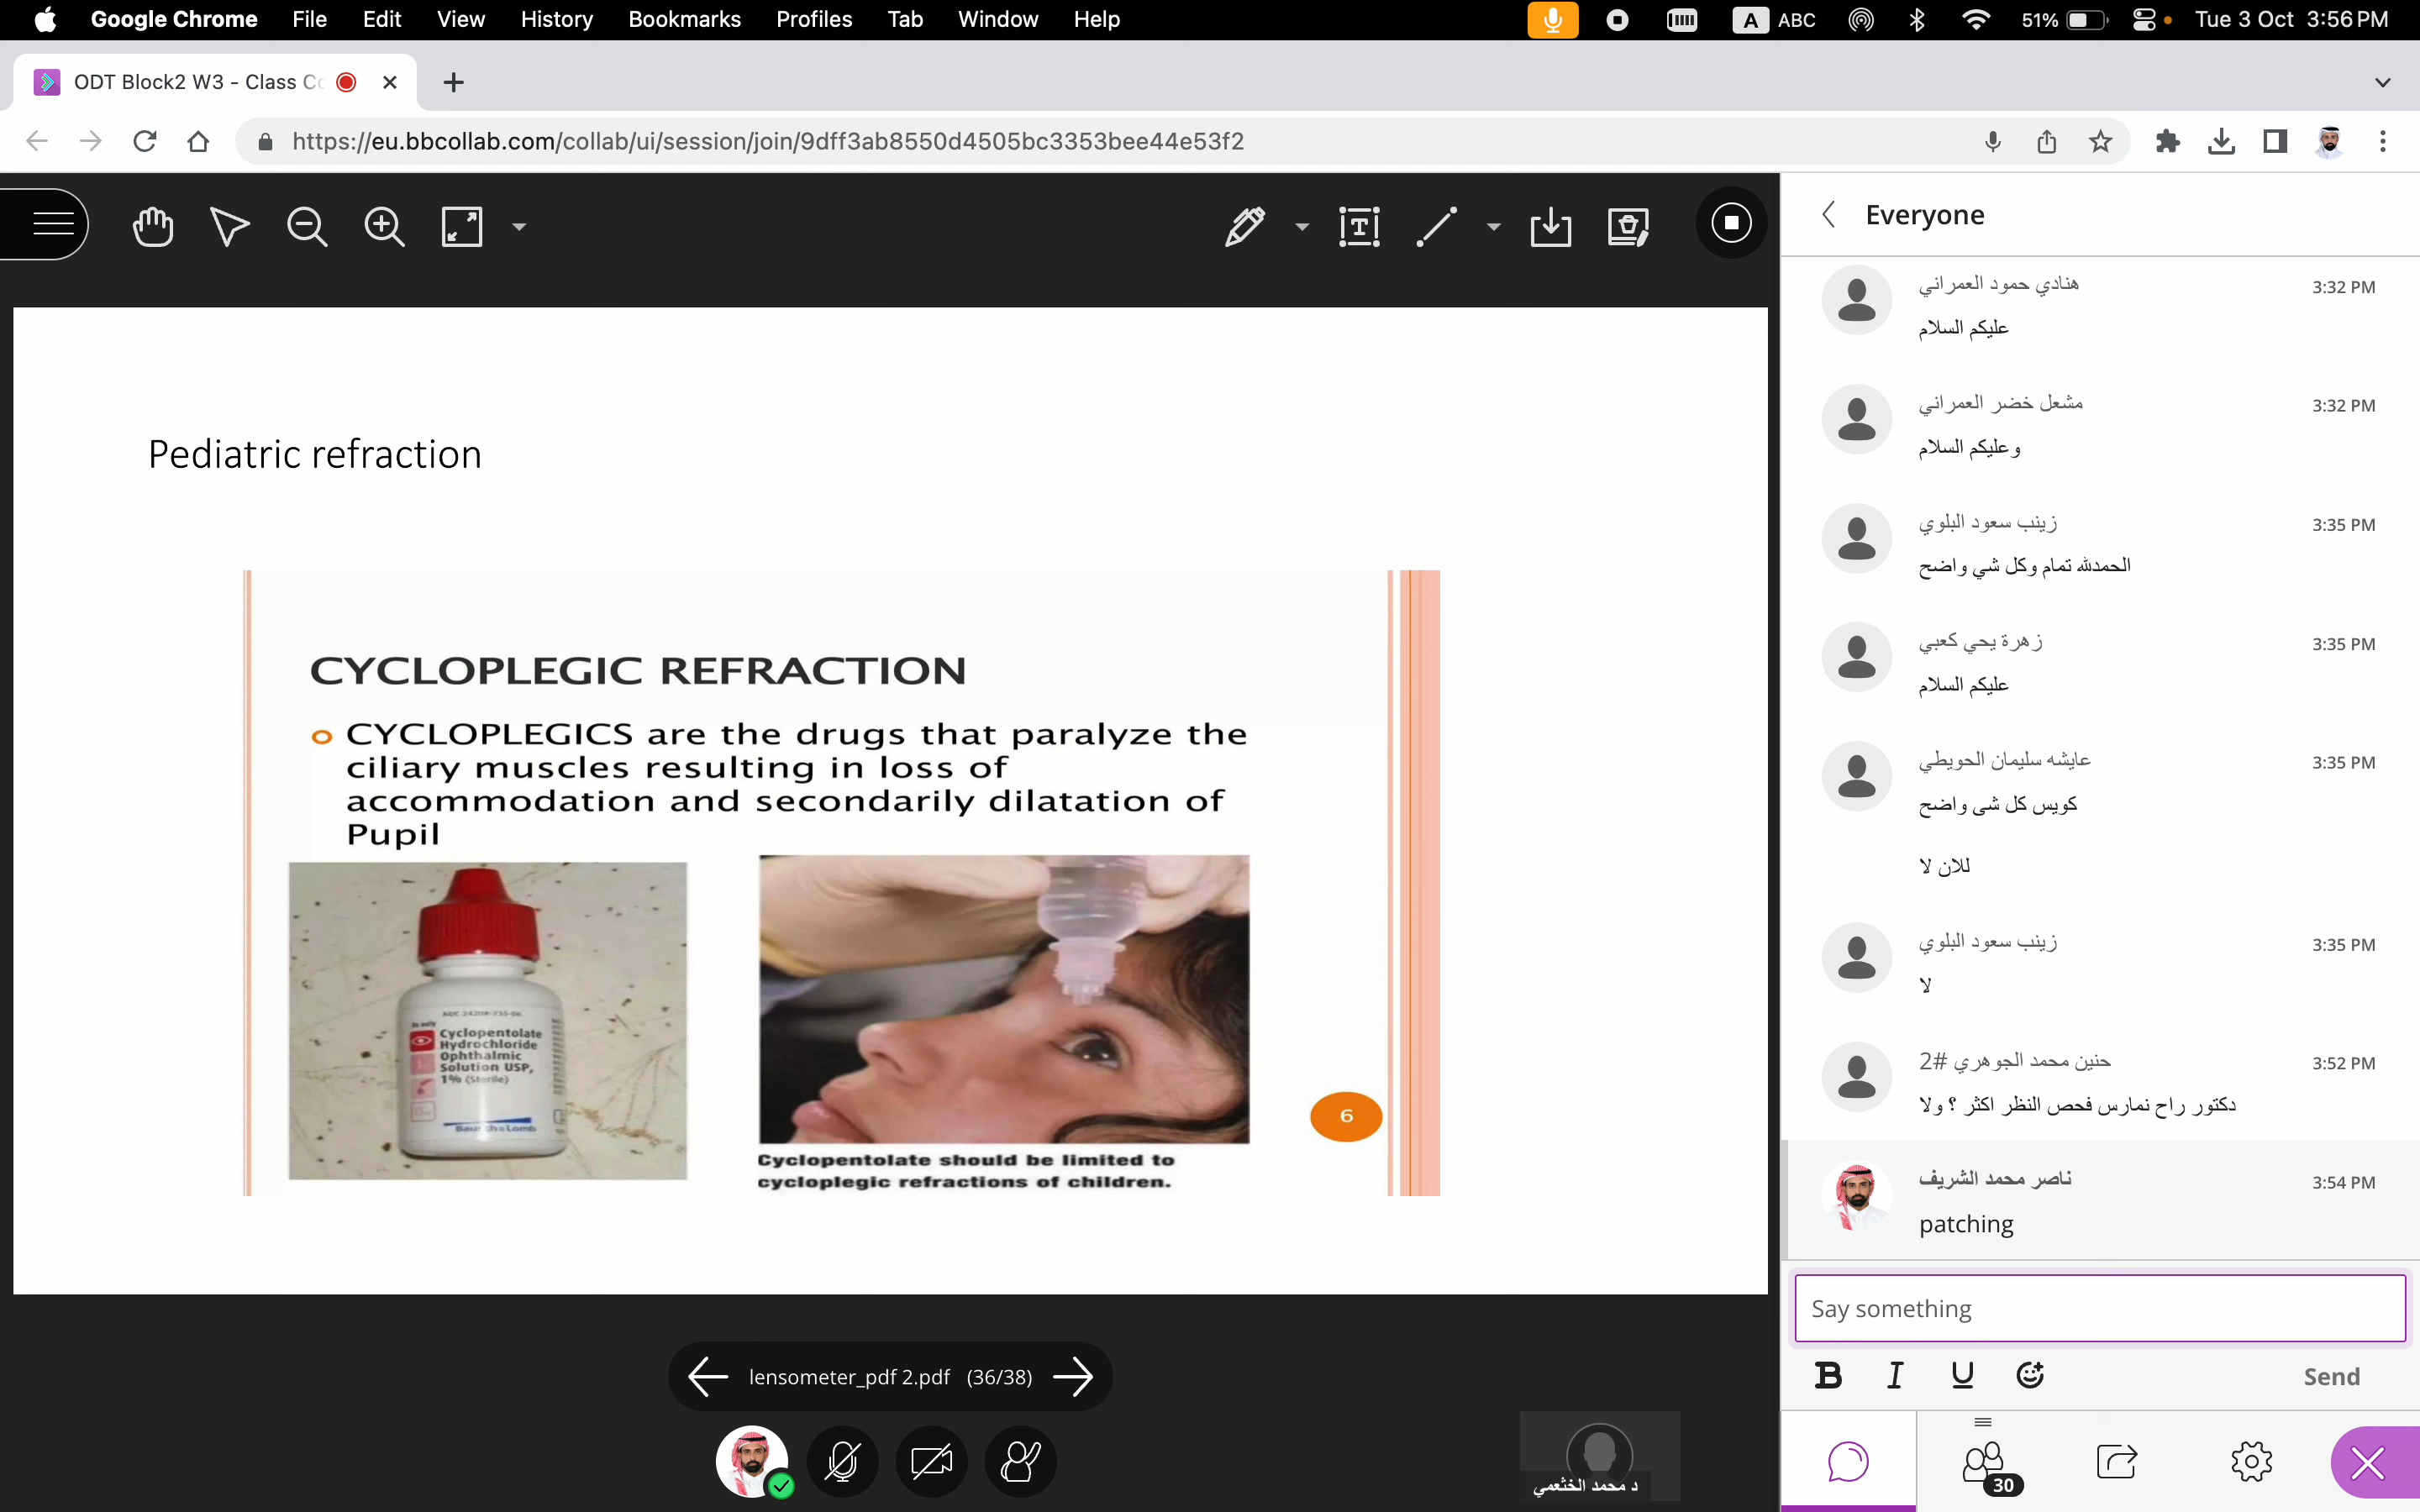 Google Chrome File Edit View History Bookmarks Profiles Tab Window Help A ABC 51% Tue 3 Oct 3:56 PM
ODT Block2 W3 - Class Co
https://eu.bbcollab.com/collab/ui/session/join/9dff3ab8550d4505bc3353bee44e53f2
Pediatric refraction
CYCLOPLEGIC REFRACTION
CYCLOPLEGICS are the drugs that paralyze the
ciliary muscles resulting in loss of
accommodation and secondarily dilatation of
Pupil
Cyclopentolate
Hydrochloride
Ophthalmic
Solution USP,
1% (Sterile)
Bausch & Lomb
Cyclopentolate should be limited to
cycloplegic refractions of children.
6
lensometer_pdf 2.pdf (36/38)
د محمد الخثعمي
Everyone
هنادي حمود العمراني 3:32 PM
عليكم السلام
مشعل خضر العمراني 3:32 PM
وعليكم السلام
زينب سعود البلوي 3:35 PM
الحمدلله تمام وكل شي واضح
زهرة يحي كعبي 3:35 PM
عليكم السلام
عايشه سليمان الحويطي 3:35 PM
كويس كل شى واضح
للان لا
زينب سعود البلوي 3:35 PM
لا
حنين محمد الجوهري #2 3:52 PM
دكتور راح نمارس فحص النظر اكثر ؟ ولا
ناصر محمد الشريف 3:54 PM
patching
Say something
B I U Send
30